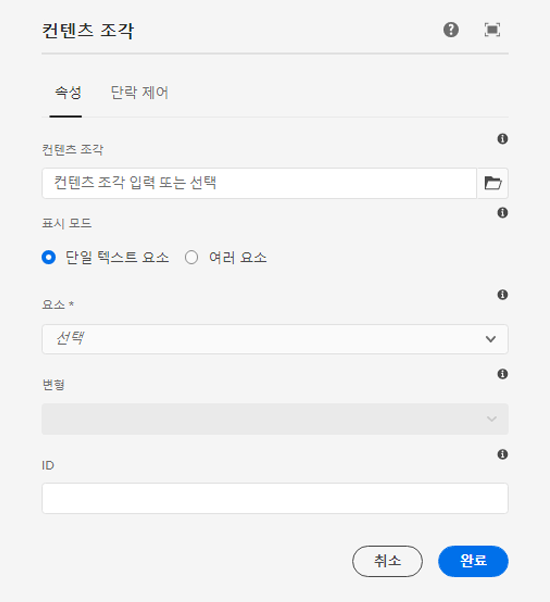 컨텐츠 조각
속성 단락 제어
컨텐츠 조각
컨텐츠 조각 입력 또는 선택
표시 모드
단일 텍스트 요소 여러 요소
요소 *
선택
변형
ID
취소 완료